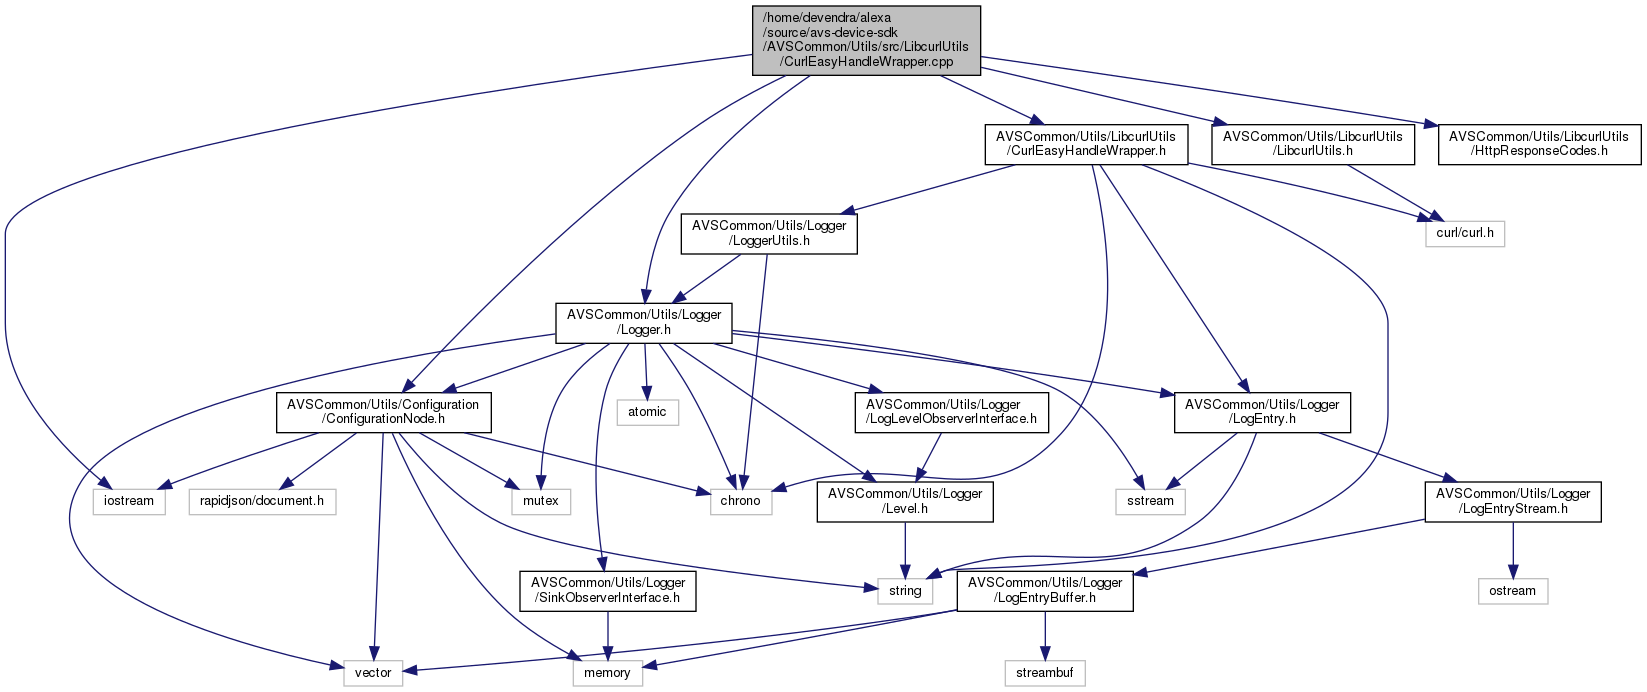 /home/devendra/alexa
/source/avs-device-sdk
/AVSCommon/Utils/src/LibcurlUtils
/CurlEasyHandleWrapper.cpp
AVSCommon/Utils/LibcurlUtils
/CurlEasyHandleWrapper.h
AVSCommon/Utils/LibcurlUtils
/LibcurlUtils.h
AVSCommon/Utils/LibcurlUtils
/HttpResponseCodes.h
AVSCommon/Utils/Logger
/LoggerUtils.h
curl/curl.h
AVSCommon/Utils/Logger
/Logger.h
AVSCommon/Utils/Configuration
/ConfigurationNode.h
atomic
AVSCommon/Utils/Logger
/LogLevelObserverInterface.h
AVSCommon/Utils/Logger
/LogEntry.h
iostream
rapidjson/document.h
mutex
chrono
AVSCommon/Utils/Logger
/Level.h
sstream
AVSCommon/Utils/Logger
/LogEntryStream.h
AVSCommon/Utils/Logger
/SinkObserverInterface.h
string
AVSCommon/Utils/Logger
/LogEntryBuffer.h
ostream
vector
memory
streambuf